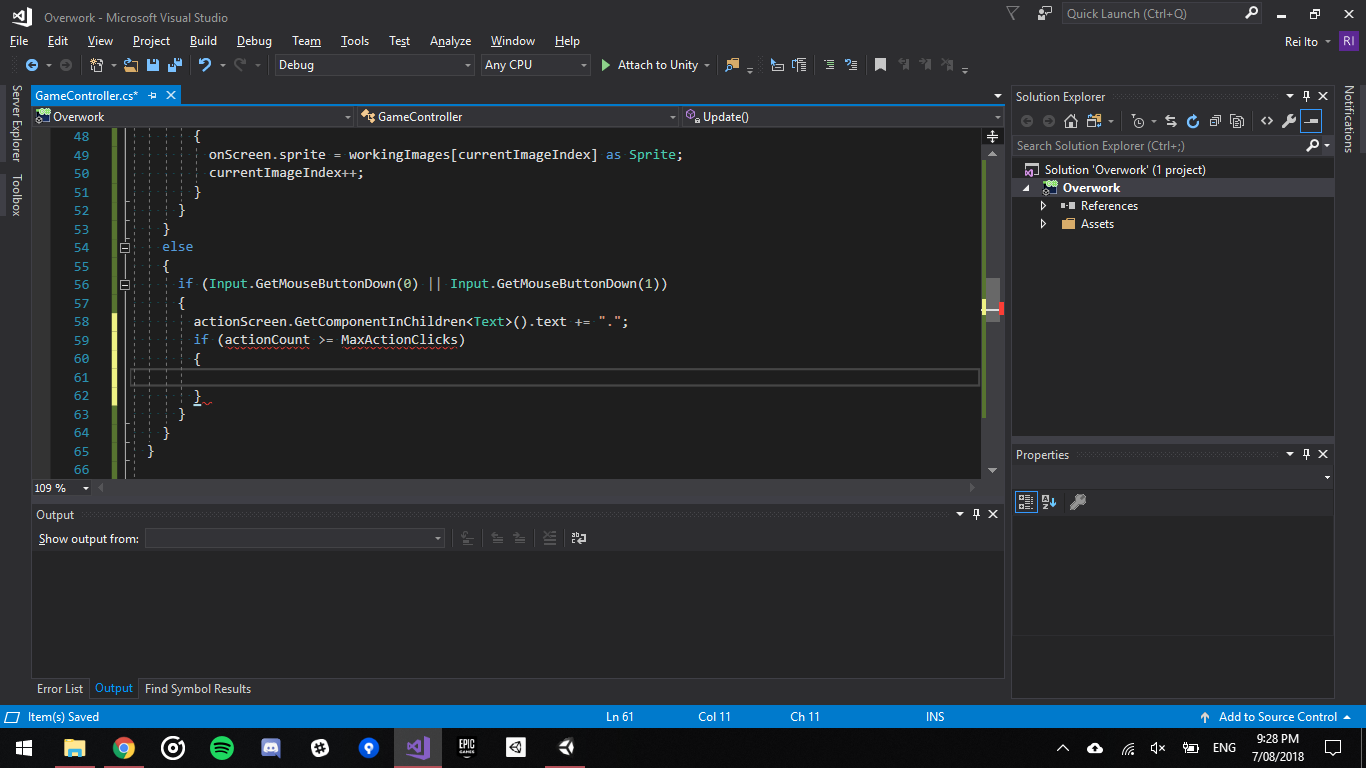 Overwork - Microsoft Visual Studio
Quick Launch (Ctrl+Q)
File Edit View Project Build Debug Team Tools Test Analyze Window Help
Rei Ito RI
Debug Any CPU Attach to Unity
Server Explorer
Toolbox
GameController.cs*
Overwork GameController Update()
48 {
49 onScreen.sprite = workingImages[currentImageIndex] as Sprite;
50 currentImageIndex++;
51 }
52 }
53 }
54 else
55 {
56 if (Input.GetMouseButtonDown(0) || Input.GetMouseButtonDown(1))
57 {
58 actionScreen.GetComponentInChildren<Text>().text += ".";
59 if (actionCount >= MaxActionClicks)
60 {
61
62 }
63 }
64 }
65 }
66
109 %
Output
Show output from:
Error List Output Find Symbol Results
Solution Explorer
Search Solution Explorer (Ctrl+;)
Solution 'Overwork' (1 project)
Overwork
References
Assets
Properties
Notifications
Item(s) Saved Ln 61 Col 11 Ch 11 INS Add to Source Control
EPIC GAMES
ENG
9:28 PM
7/08/2018